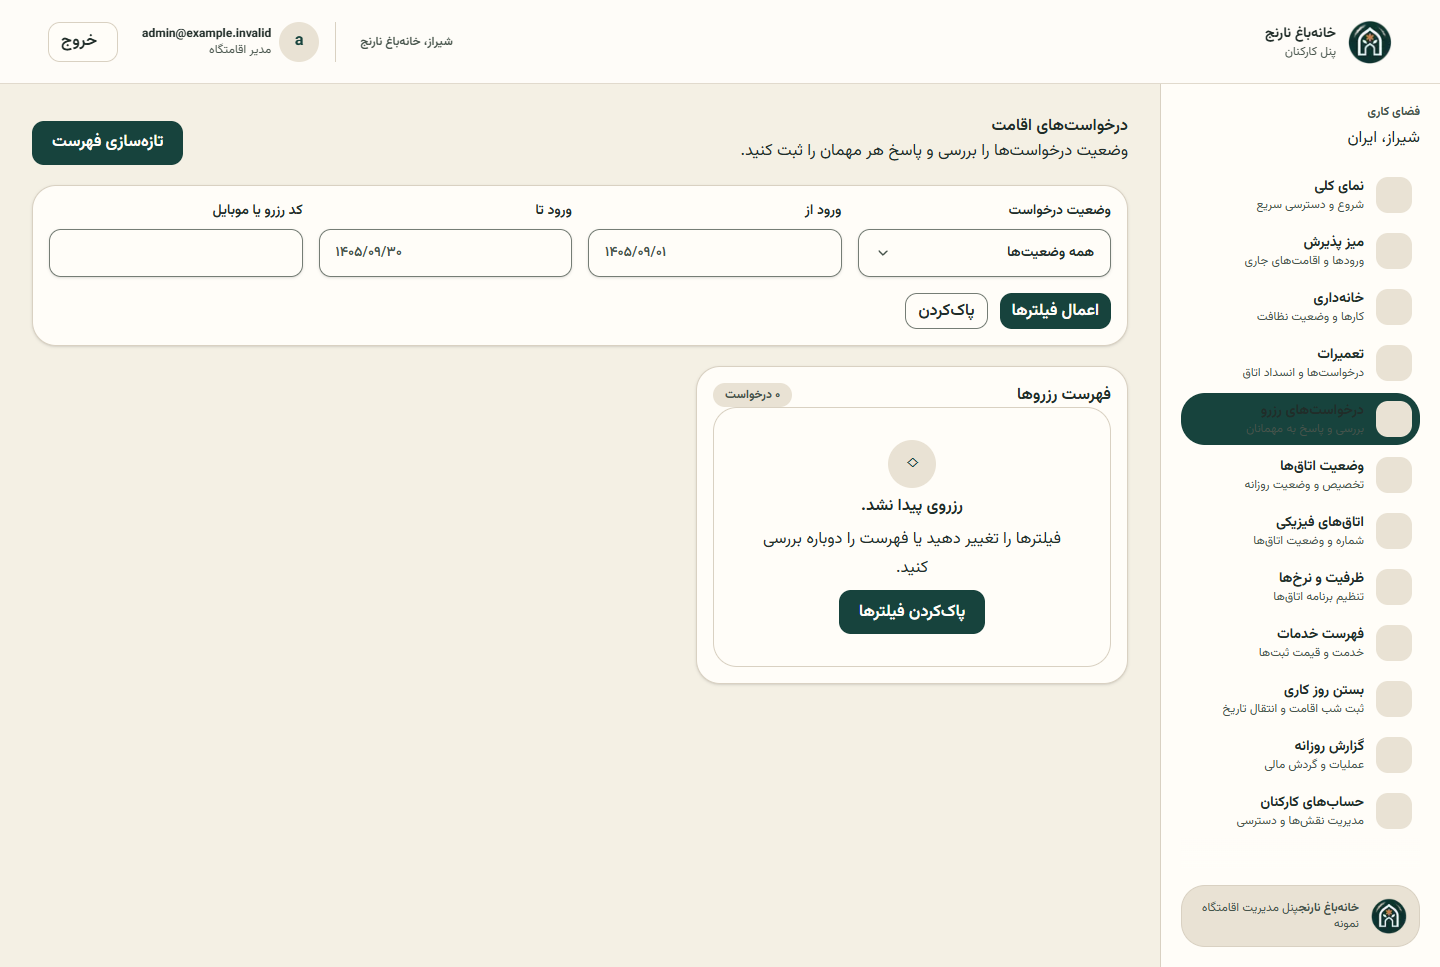 خانه‌باغ نارنج
پنل کارکنان
شیراز، خانه‌باغ نارنج
a
admin@example.invalid
مدیر اقامتگاه
خروج
فضای کاری
شیراز، ایران
نمای کلی
شروع و دسترسی سریع
میز پذیرش
ورودها و اقامت‌های جاری
خانه‌داری
کارها و وضعیت نظافت
تعمیرات
درخواست‌ها و انسداد اتاق
درخواست‌های رزرو
بررسی و پاسخ به مهمانان
وضعیت اتاق‌ها
تخصیص و وضعیت روزانه
اتاق‌های فیزیکی
شماره و وضعیت اتاق‌ها
ظرفیت و نرخ‌ها
تنظیم برنامه اتاق‌ها
فهرست خدمات
خدمت و قیمت ثبت‌ها
بستن روز کاری
ثبت شب اقامت و انتقال تاریخ
گزارش روزانه
عملیات و گردش مالی
حساب‌های کارکنان
مدیریت نقش‌ها و دسترسی
خانه‌باغ نارنجپنل مدیریت اقامتگاه
نمونه
درخواست‌های اقامت
وضعیت درخواست‌ها را بررسی و پاسخ هر مهمان را ثبت کنید.
تازه‌سازی فهرست
وضعیت درخواست
همه وضعیت‌ها
ورود از
۱۴۰۵/۰۹/۰۱
ورود تا
۱۴۰۵/۰۹/۳۰
کد رزرو یا موبایل
اعمال فیلترها
پاک‌کردن
فهرست رزروها
۰ درخواست
رزروی پیدا نشد.
فیلترها را تغییر دهید یا فهرست را دوباره بررسی
کنید.
پاک‌کردن فیلترها